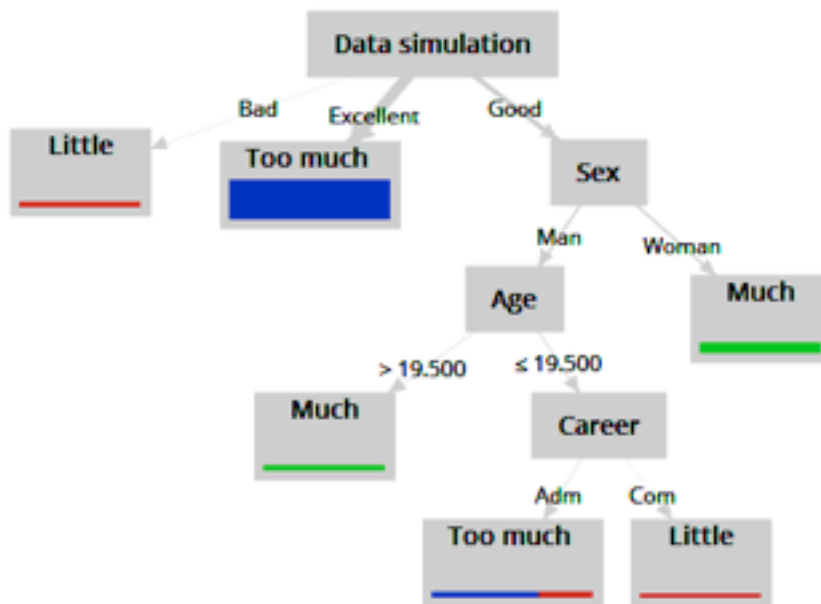 Data simulation
Bad
Excellent
Good
Little
Too much
Sex
Man
Woman
Age
Much
> 19.500
≤ 19.500
Much
Career
Adm
Com
Too much
Little